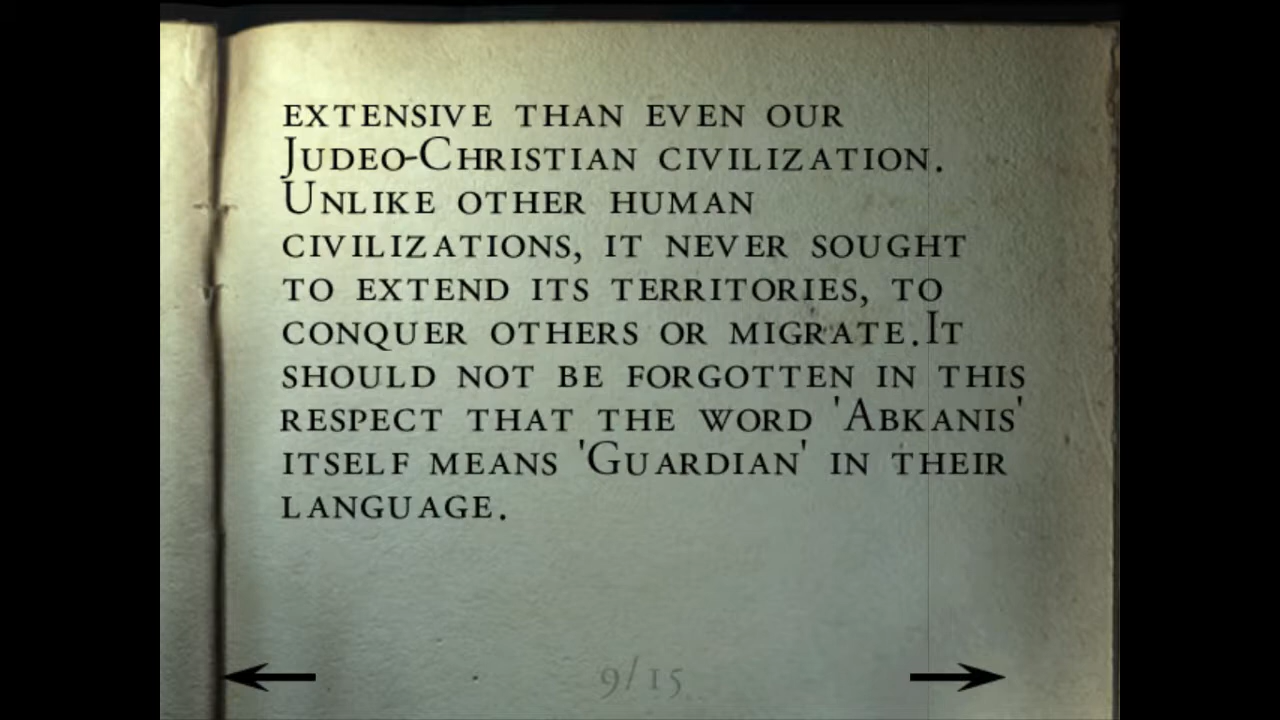 EXTENSIVE THAN EVEN OUR
JUDEO-CHRISTIAN CIVILIZATION.
UNLIKE OTHER HUMAN
CIVILIZATIONS, IT NEVER SOUGHT
TO EXTEND ITS TERRITORIES, TO
CONQUER OTHERS OR MIGRATE.IT
SHOULD NOT BE FORGOTTEN IN THIS
RESPECT THAT THE WORD 'ABKANIS'
ITSELF MEANS 'GUARDIAN' IN THEIR
LANGUAGE.
9/15